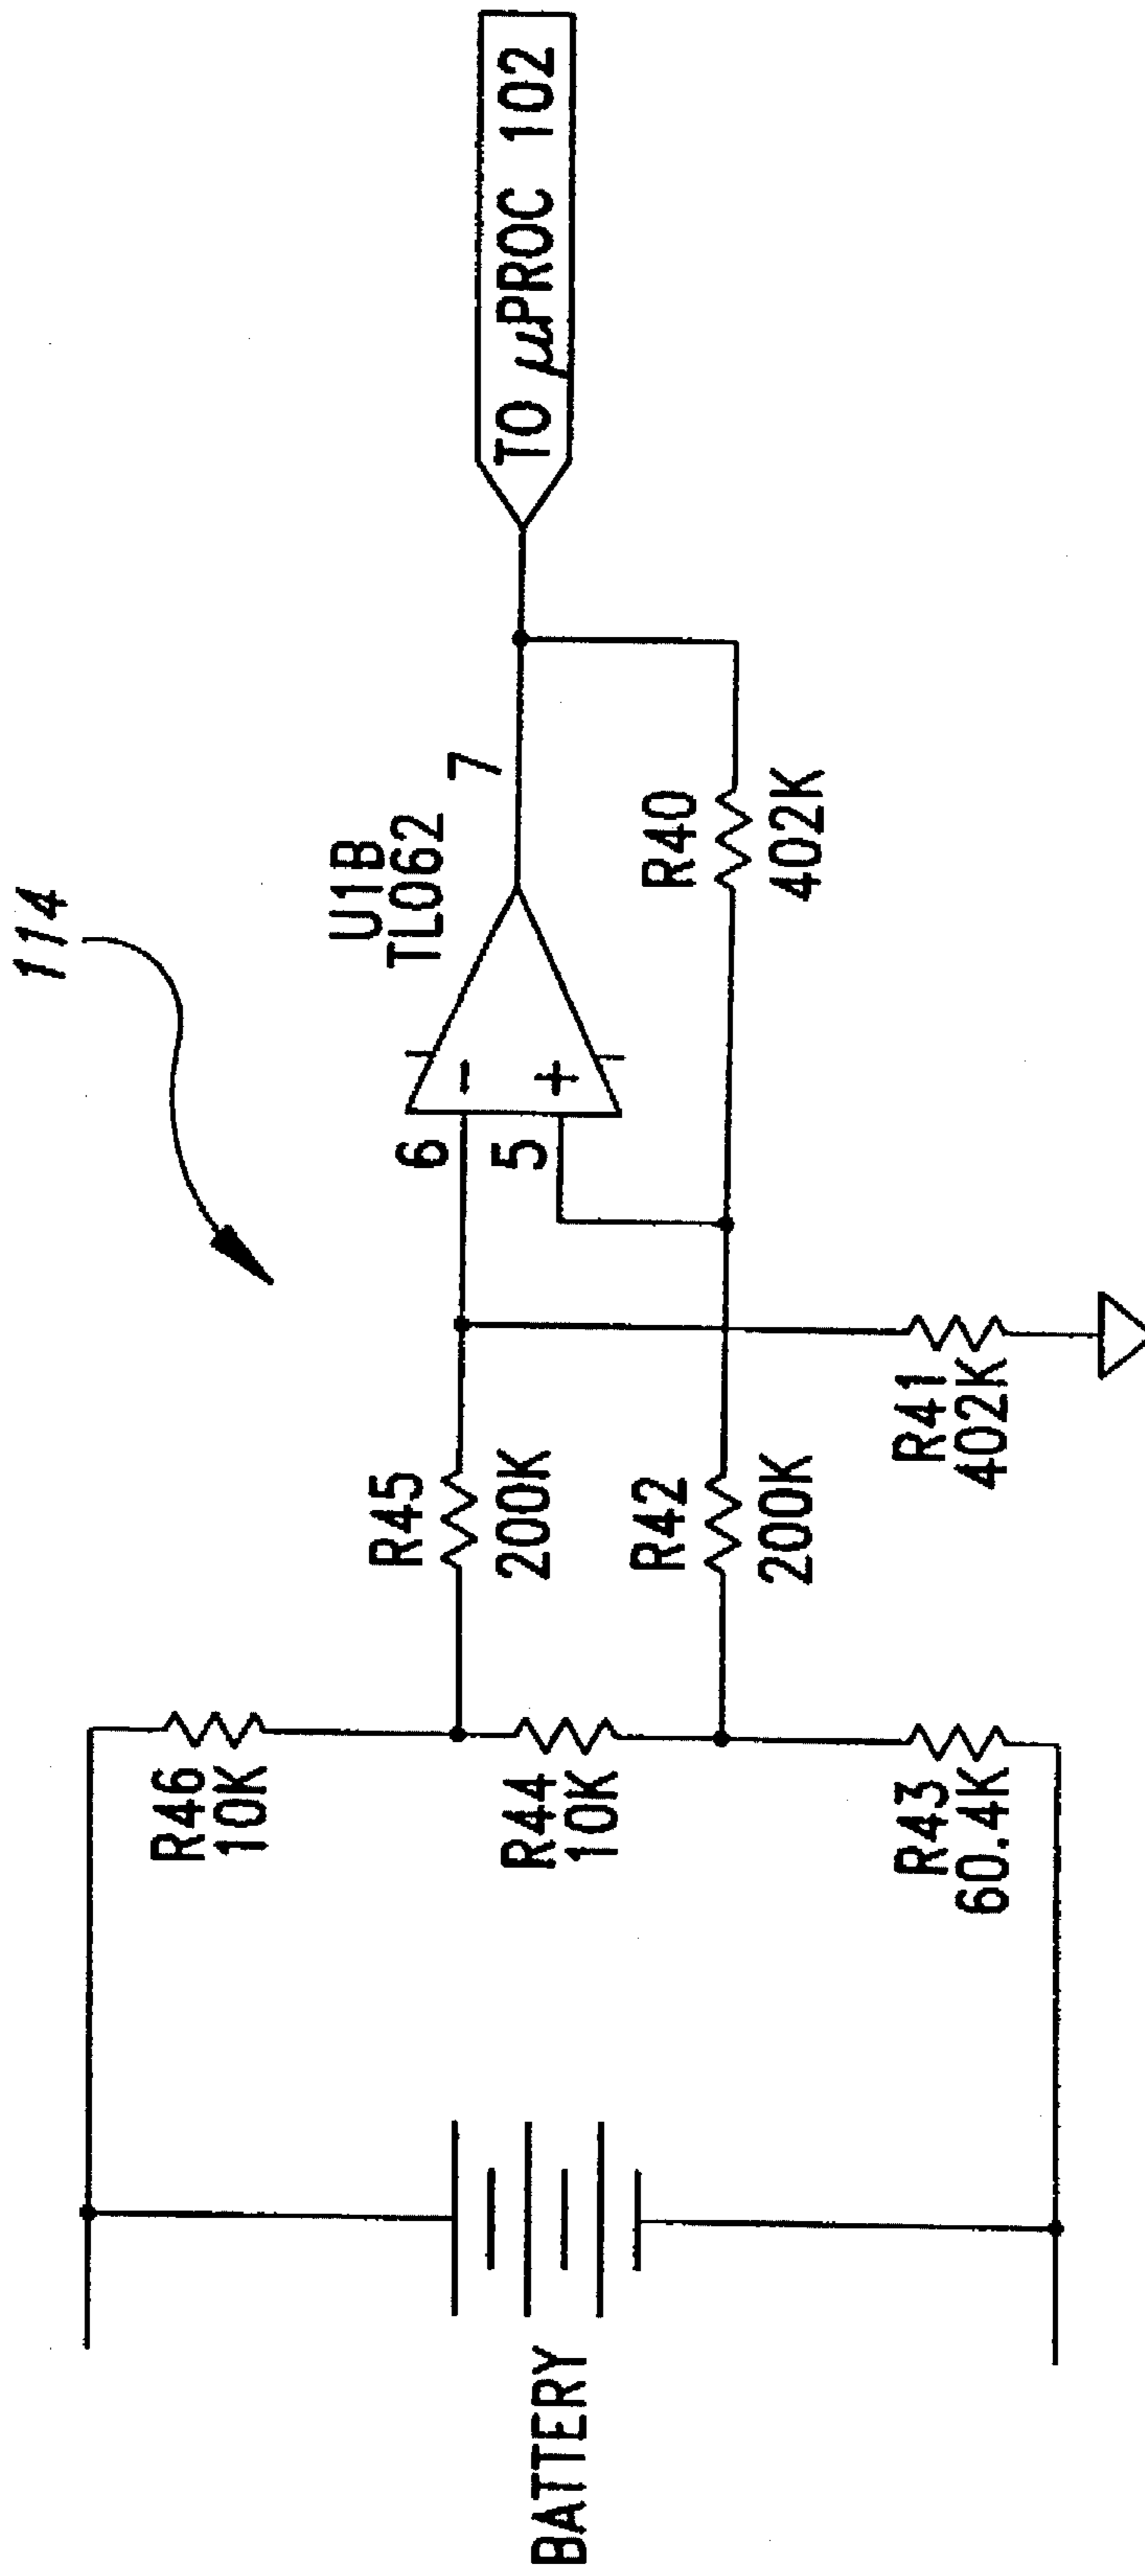 114
U1B
TL062
7
6
5
TO μPROC 102
R45
200K
R42
200K
R40
402K
R41
402K
R46
10K
R44
10K
R43
60.4K
BATTERY
-
+